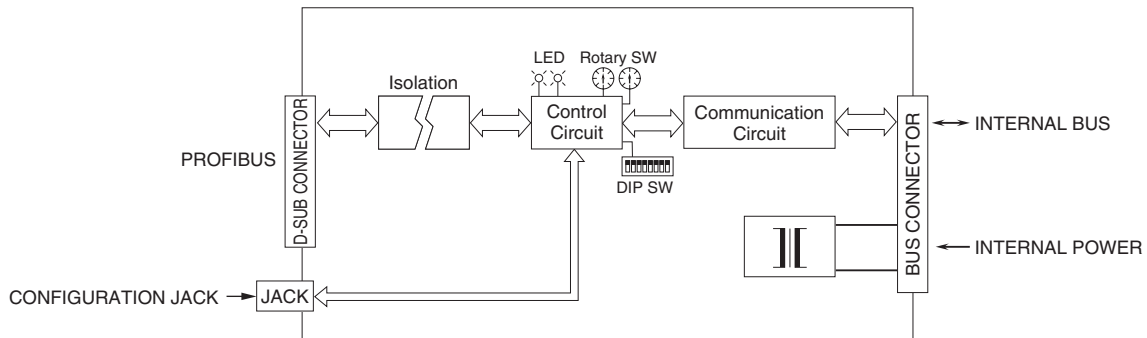 LED
Rotary SW
Isolation
Control
Circuit
Communication
Circuit
DIP SW
PROFIBUS
D-SUB CONNECTOR
BUS CONNECTOR
INTERNAL BUS
INTERNAL POWER
CONFIGURATION JACK
JACK